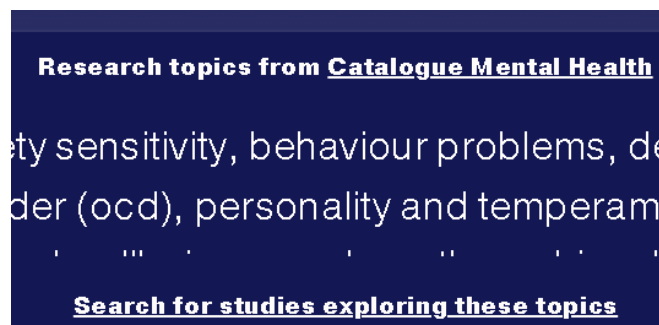 Research topics from Catalogue Mental Health
ety sensitivity, behaviour problems, de
der (ocd), personality and temperam
Search for studies exploring these topics